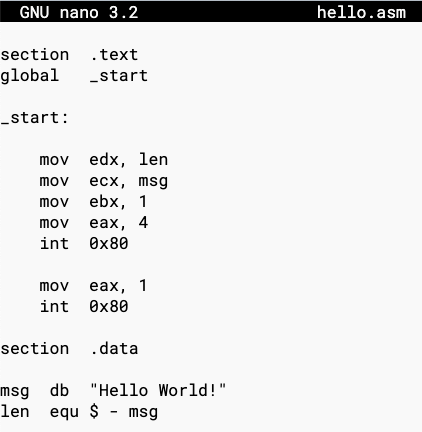 GNU nano 3.2 hello.asm
section .text
global _start
_start:
mov edx, len
mov ecx, msg
mov ebx, 1
mov eax, 4
int 0x80
mov eax, 1
int 0x80
section .data
msg db "Hello World!"
len equ $ - msg